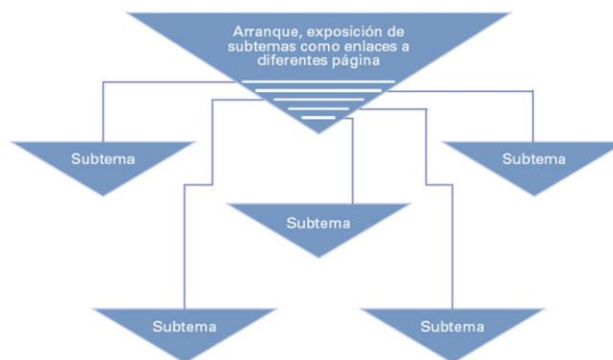 Arranque, exposición de
subtemas como enlaces a
diferentes página
Subtema
Subtema
Subtema
Subtema
Subtema